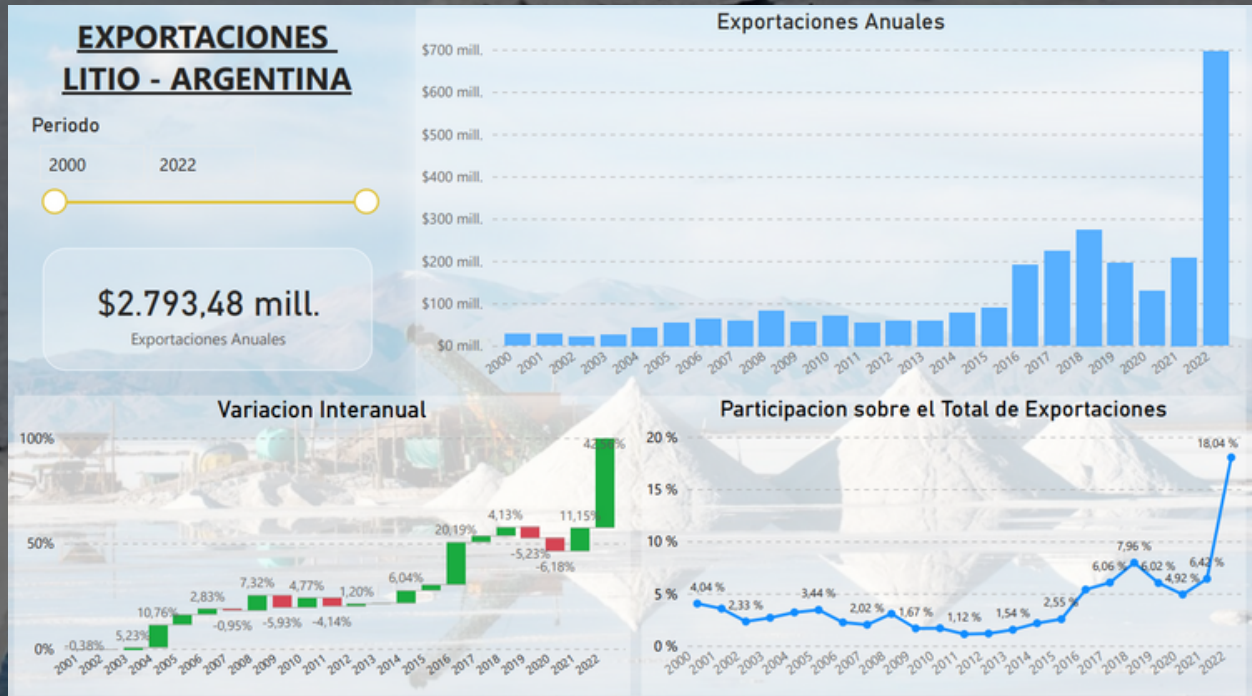 EXPORTACIONES
LITIO - ARGENTINA
Periodo
2000 2022
$2.793,48 mill.
Exportaciones Anuales
Exportaciones Anuales
$700 mill.
$600 mill.
$500 mill.
$400 mill.
$300 mill.
$200 mill.
$100 mill.
$0 mill.
2000 2001 2002 2003 2004 2005 2006 2007 2008 2009 2010 2011 2012 2013 2014 2015 2016 2017 2018 2019 2020 2021 2022
Variacion Interanual
100%
50%
0%
-0,38% 5,23% 10,76% 2,83% -0,95% 7,32% -5,93% 4,77% -4,14% 1,20% 6,04% 20,19% 4,13% -5,23% -6,18% 11,15%
2001 2002 2003 2004 2005 2006 2007 2008 2009 2010 2011 2012 2013 2014 2015 2016 2017 2018 2019 2020 2021 2022
Participacion sobre el Total de Exportaciones
20 %
15 %
10 %
5 %
0 %
4,04 % 2,33 % 3,44 % 2,02 % 1,67 % 1,12 % 1,54 % 2,55 % 6,06 % 7,96 % 6,02 % 4,92 % 6,42 % 18,04 %
2000 2001 2002 2003 2004 2005 2006 2007 2008 2009 2010 2011 2012 2013 2014 2015 2016 2017 2018 2019 2020 2021 2022